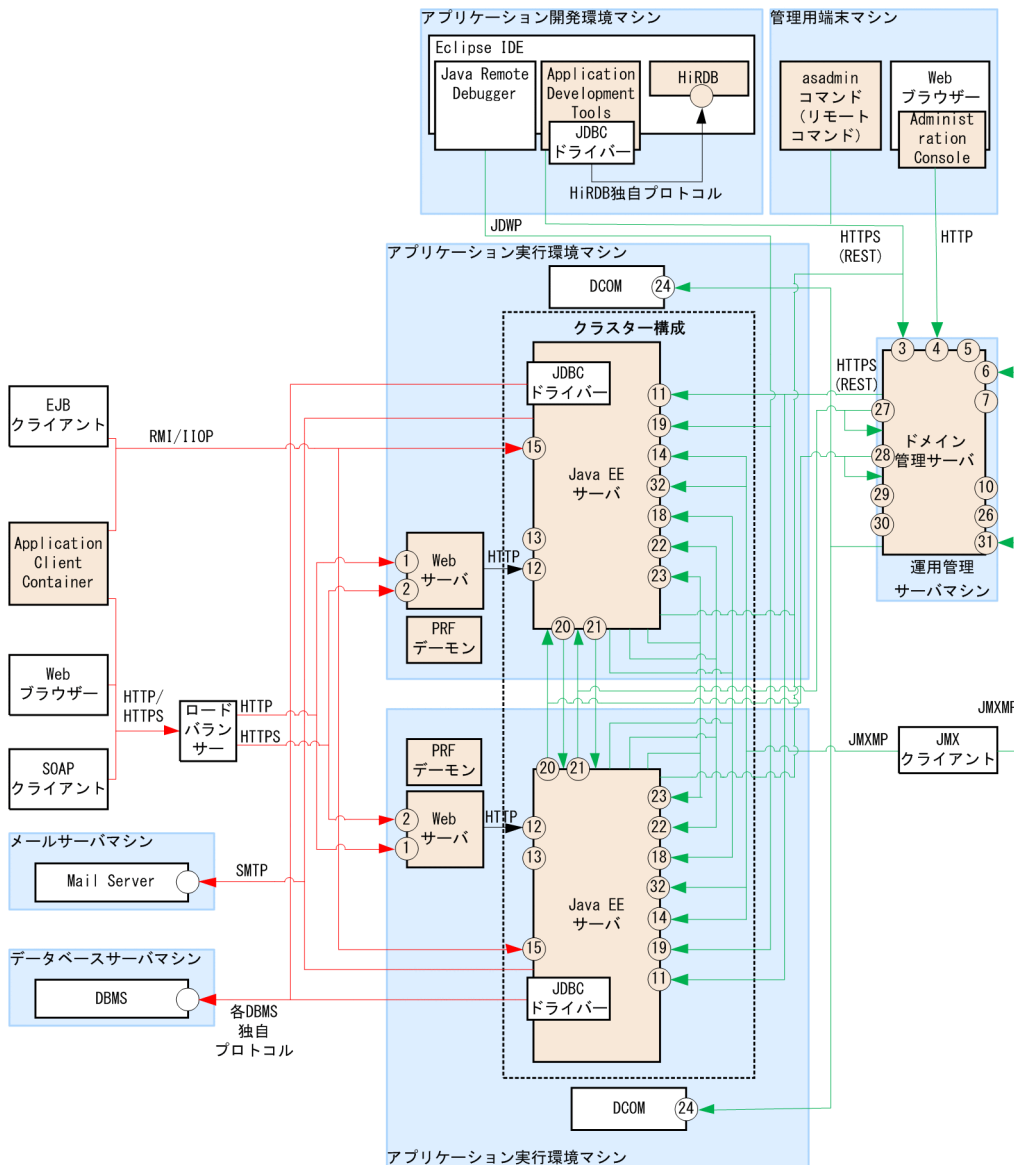 アプリケーション開発環境マシン
Eclipse IDE
Java Remote
Debugger
Application
Development
Tools
JDBC
ドライバー
HiRDB
HiRDB独自プロトコル
管理用端末マシン
asadmin
コマンド
(リモート
コマンド)
Web
ブラウザー
Administ
ration
Console
JDWP
HTTPS
(REST)
HTTP
アプリケーション実行環境マシン
DCOM
24
クラスター構成
JDBC
ドライバー
Java EE
サーバ
11
19
14
32
18
22
23
15
13
12
20
21
Web
サーバ
1
2
HTTP
PRF
デーモン
HTTPS
(REST)
3
4
5
6
7
27
28
29
30
10
26
31
ドメイン
管理サーバ
運用管理
サーバマシン
EJB
クライアント
RMI/IIOP
Application
Client
Container
Web
ブラウザー
SOAP
クライアント
HTTP/
HTTPS
ロード
バラン
サー
HTTP
HTTPS
PRF
デーモン
Web
サーバ
2
1
HTTP
20
21
12
13
15
Java EE
サーバ
23
22
18
32
14
19
11
JDBC
ドライバー
DCOM
24
アプリケーション実行環境マシン
JMXMP
JMX
クライアント
JMXMP
メールサーバマシン
Mail Server
SMTP
データベースサーバマシン
DBMS
各DBMS
独自
プロトコル